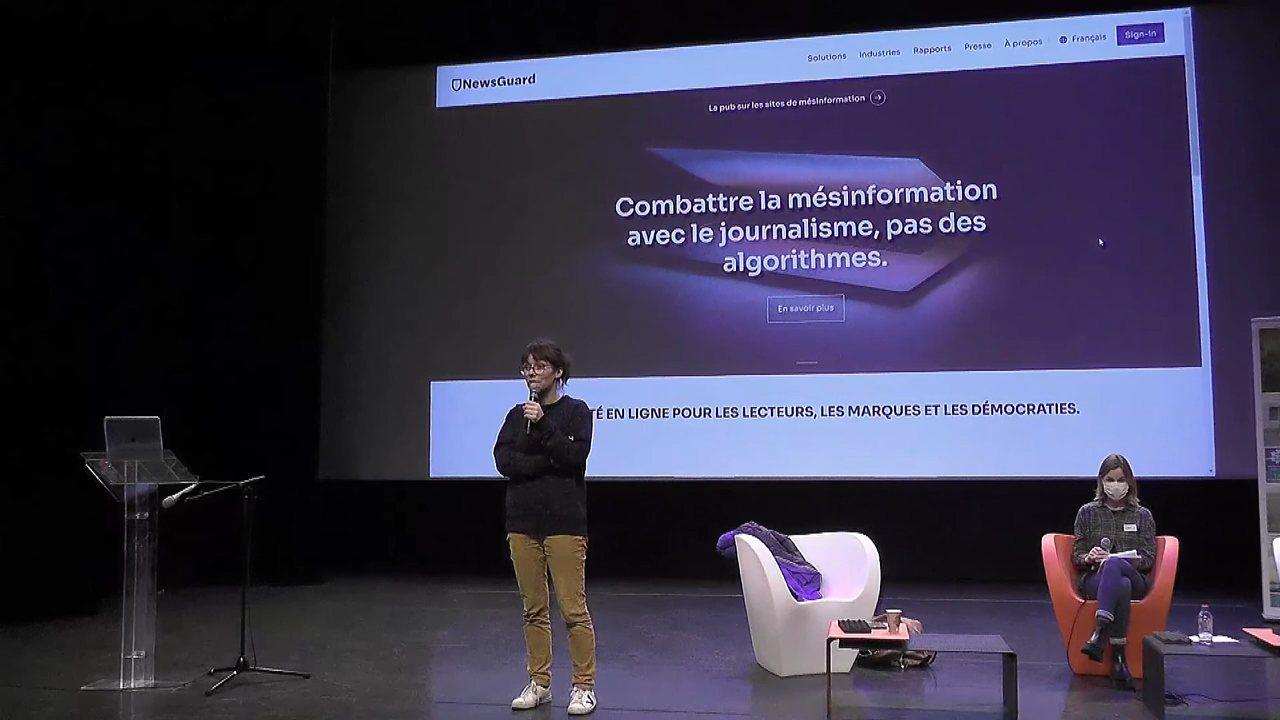 NewsGuard
Solutions Industries Rapports Presse À propos Français Sign-In
La pub sur les sites de mésinformation
Combattre la mésinformation
avec le journalisme, pas des
algorithmes.
En savoir plus
TÉ EN LIGNE POUR LES LECTEURS, LES MARQUES ET LES DÉMOCRATIES.